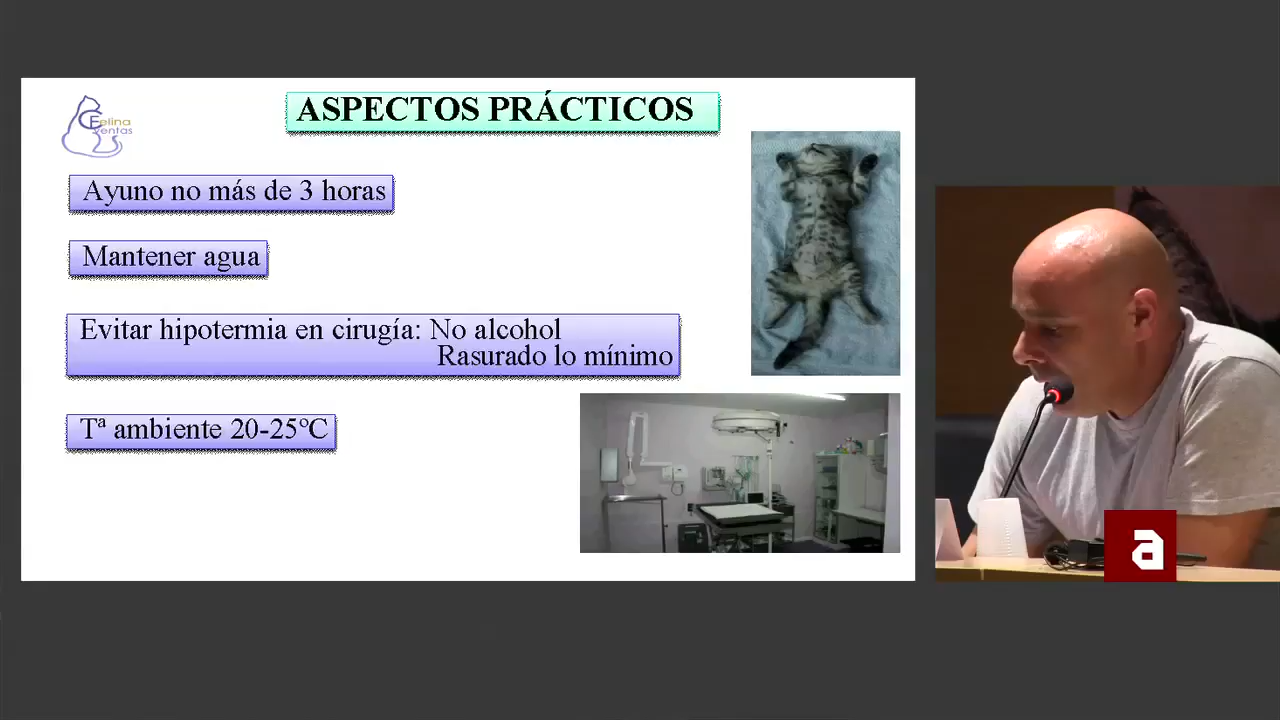 ASPECTOS PRÁCTICOS
Felina
Ventas
Ayuno no más de 3 horas
Mantener agua
Evitar hipotermia en cirugía: No alcohol
Rasurado lo mínimo
Tª ambiente 20-25ºC
a